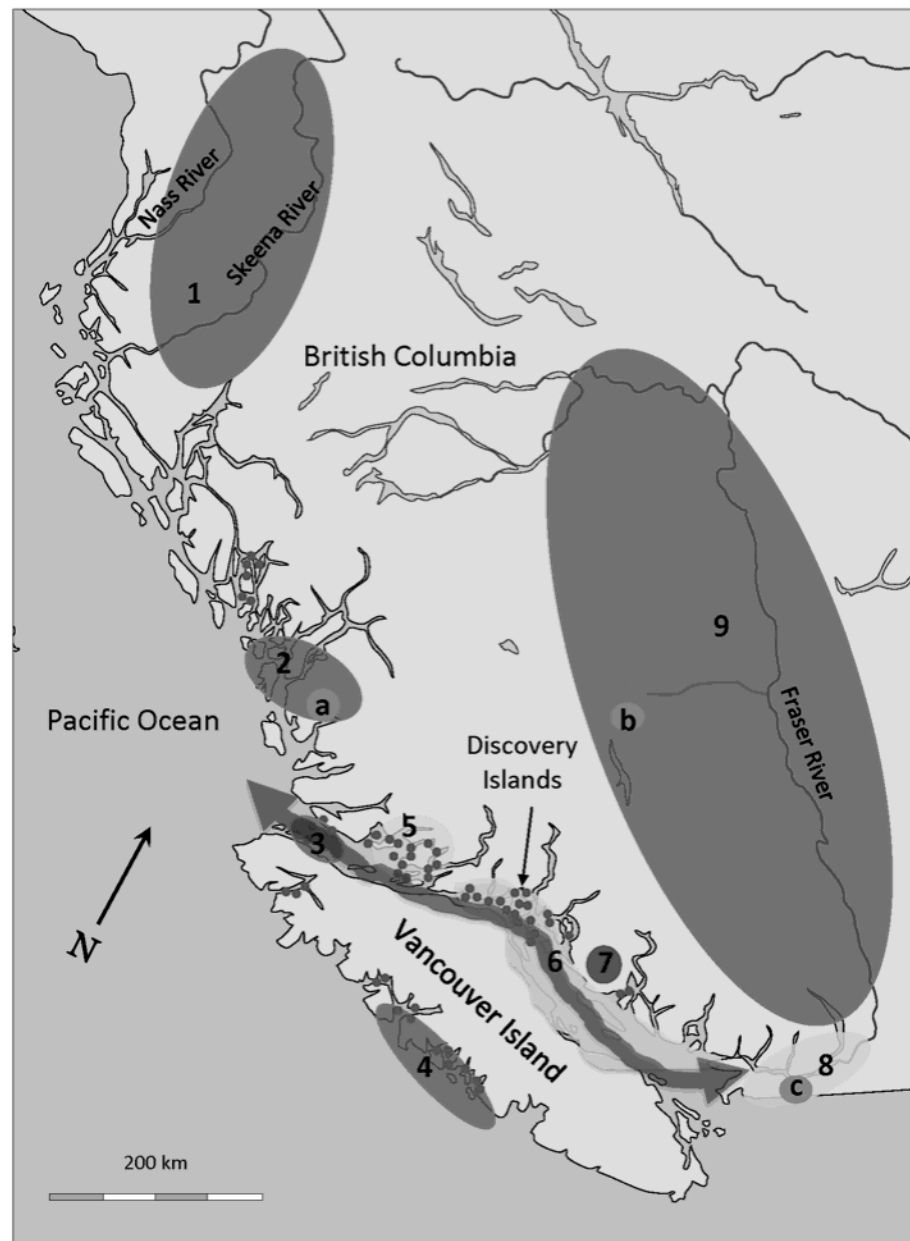 Nass River
Skeena River
1
British Columbia
9
2
a
b
Pacific Ocean
Fraser River
Discovery
Islands
5
3
N
Vancouver Island
6
7
4
8
c
200 km